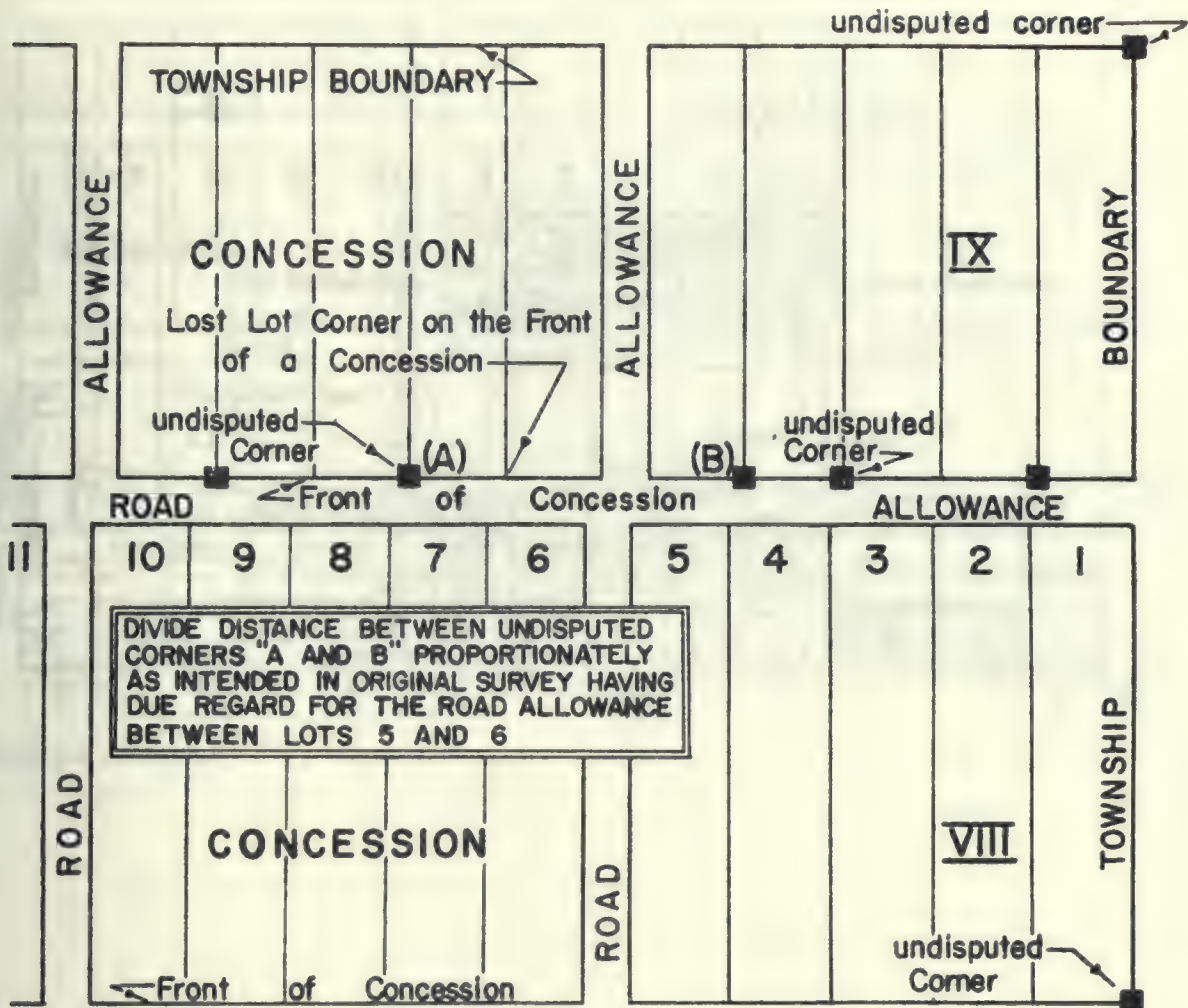 undisputed corner
TOWNSHIP BOUNDARY
ALLOWANCE
ALLOWANCE
BOUNDARY
CONCESSION
IX
Lost Lot Corner on the Front
of a Concession
undisputed
Corner
(A)
(B)
undisputed
Corner
Front of Concession
ROAD
ALLOWANCE
11 10 9 8 7 6 5 4 3 2 1
DIVIDE DISTANCE BETWEEN UNDISPUTED
CORNERS "A AND B" PROPORTIONATELY
AS INTENDED IN ORIGINAL SURVEY HAVING
DUE REGARD FOR THE ROAD ALLOWANCE
BETWEEN LOTS 5 AND 6
ROAD
CONCESSION
ROAD
VIII
TOWNSHIP
undisputed
Corner
Front of Concession